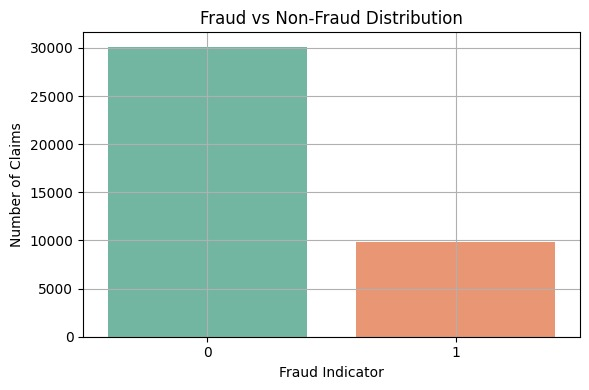 Fraud vs Non-Fraud Distribution
30000
25000
20000
15000
10000
5000
0
Number of Claims
0 1
Fraud Indicator